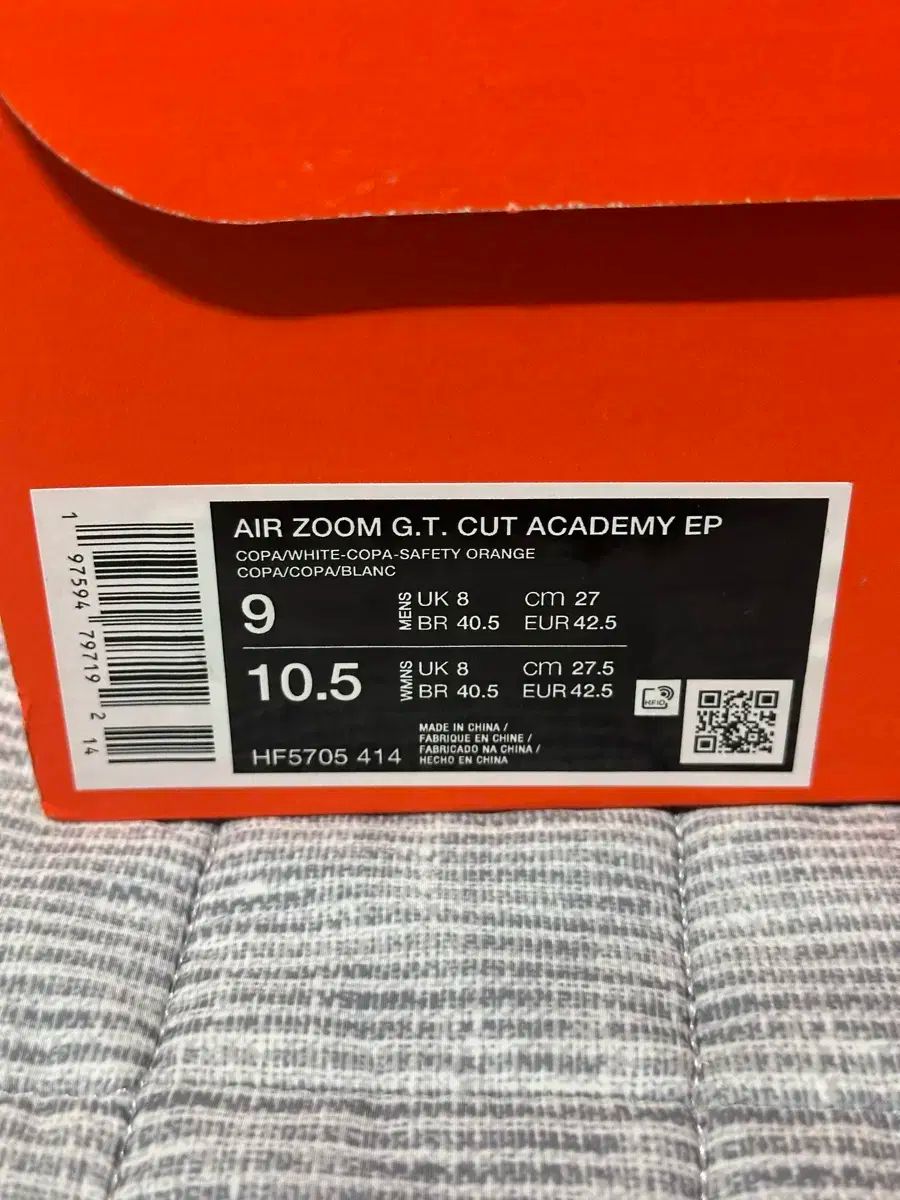 AIR ZOOM G.T. CUT ACADEMY EP
COPA/WHITE-COPA-SAFETY ORANGE
COPA/COPA/BLANC
9 MENS UK 8 cm 27
BR 40.5 EUR 42.5
10.5 WMNS UK 8 cm 27.5
BR 40.5 EUR 42.5
HFID
HF5705 414
MADE IN CHINA /
FABRIQUE EN CHINE /
FABRICADO NA CHINA /
HECHO EN CHINA
1 97594 79719 2 14